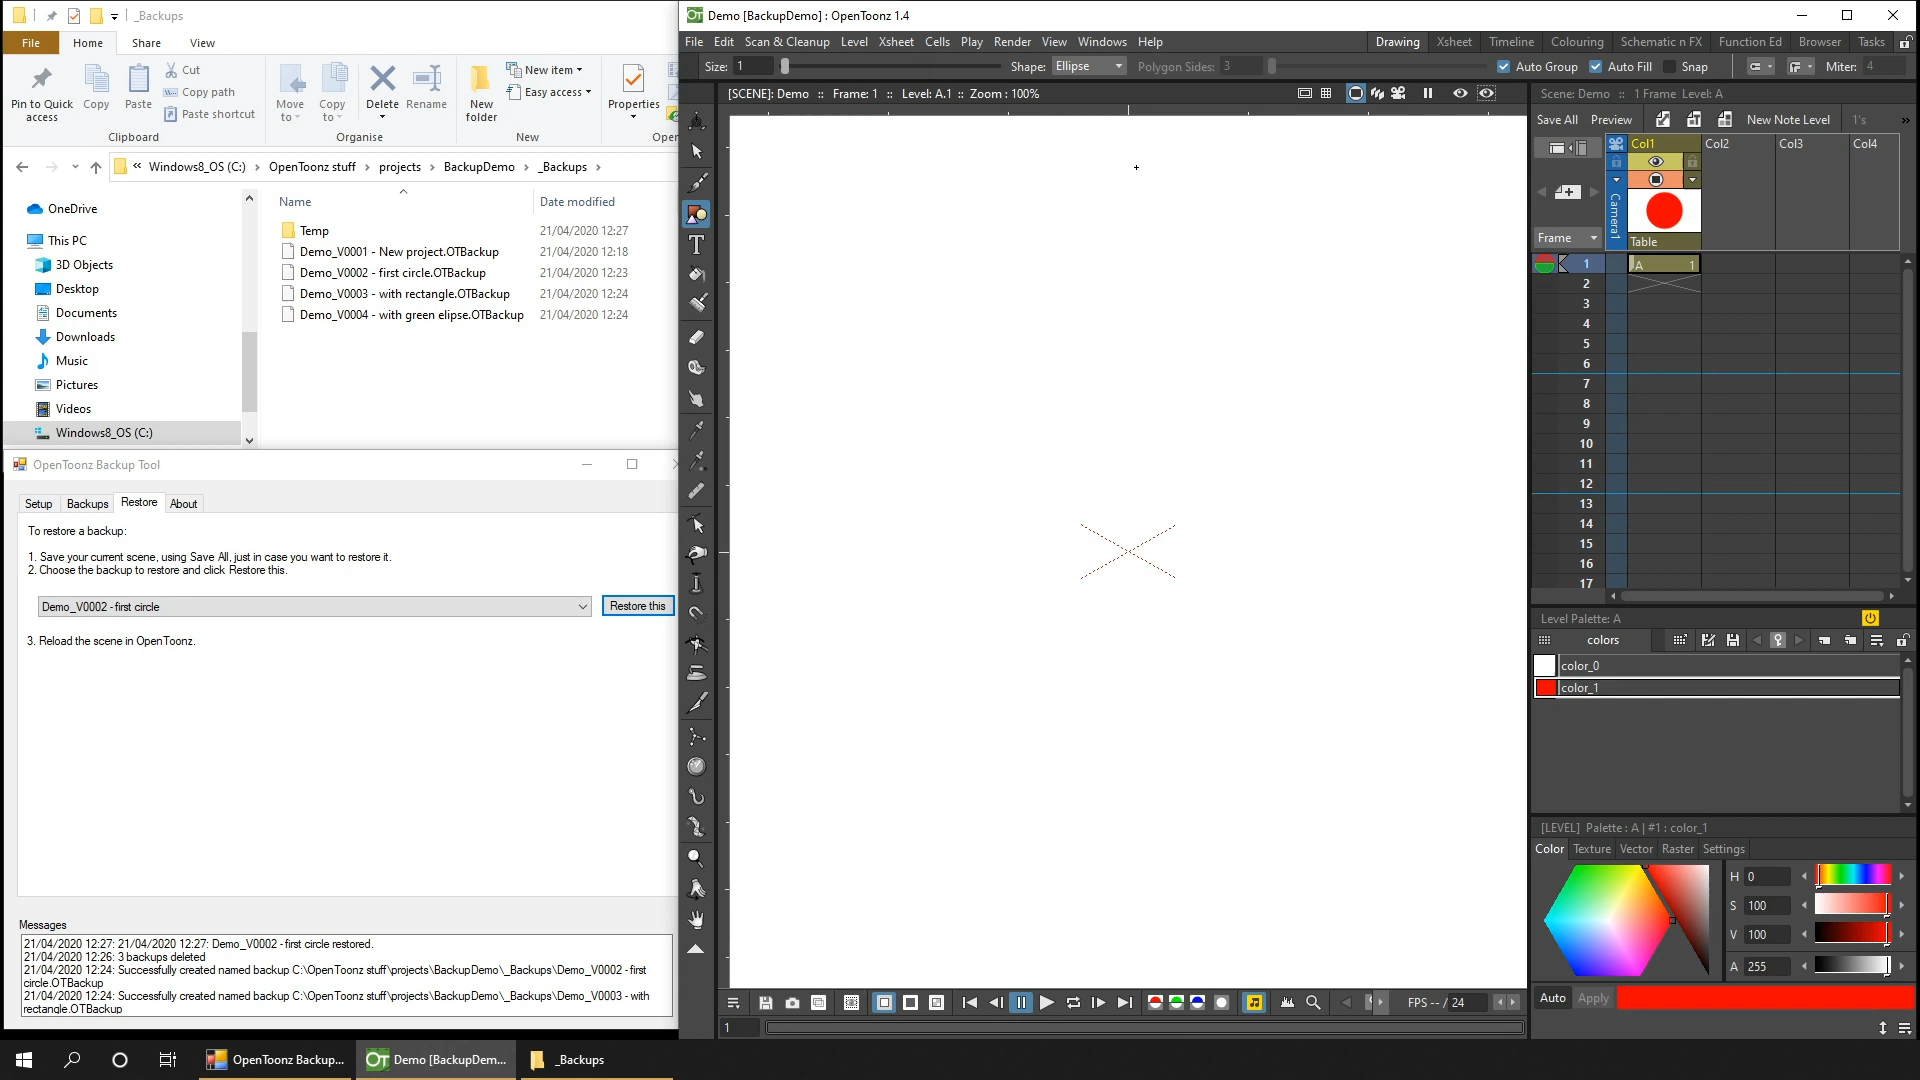 _Backups
File
Home
Share
View
Pin to Quick access
Copy
Paste
Cut
Copy path
Paste shortcut
Move to
Copy to
Delete
Rename
New folder
New item
Easy access
Properties
Clipboard
Organise
New
« Windows8_OS (C:) › OpenToonz stuff › projects › BackupDemo › _Backups ›
OneDrive
This PC
3D Objects
Desktop
Documents
Downloads
Music
Pictures
Videos
Windows8_OS (C:)
Name Date modified
Temp 21/04/2020 12:27
Demo_V0001 - New project.OTBackup 21/04/2020 12:18
Demo_V0002 - first circle.OTBackup 21/04/2020 12:23
Demo_V0003 - with rectangle.OTBackup 21/04/2020 12:24
Demo_V0004 - with green elipse.OTBackup 21/04/2020 12:24
OpenToonz Backup Tool
Setup Backups Restore About
To restore a backup:
1. Save your current scene, using Save All, just in case you want to restore it.
2. Choose the backup to restore and click Restore this.
Demo_V0002 - first circle
Restore this
3. Reload the scene in OpenToonz.
Messages
21/04/2020 12:27: 21/04/2020 12:27: Demo_V0002 - first circle restored.
21/04/2020 12:26: 3 backups deleted
21/04/2020 12:24: Successfully created named backup C:\OpenToonz stuff\projects\BackupDemo\_Backups\Demo_V0002 - first
circle.OTBackup
21/04/2020 12:24: Successfully created named backup C:\OpenToonz stuff\projects\BackupDemo\_Backups\Demo_V0003 - with
rectangle.OTBackup
Demo [BackupDemo] : OpenToonz 1.4
File Edit Scan & Cleanup Level Xsheet Cells Play Render View Windows Help
Drawing Xsheet Timeline Colouring Schematic n FX Function Ed Browser Tasks
Size: 1 Shape: Ellipse Polygon Sides: 3 Auto Group Auto Fill Snap Miter: 4
[SCENE]: Demo :: Frame: 1 :: Level: A.1 :: Zoom : 100%
Scene: Demo :: 1 Frame Level: A
Save All Preview New Note Level 1's »
Col1 Col2 Col3 Col4
Camera1
Frame
Table
1 A 1
2
3
4
5
6
7
8
9
10
11
12
13
14
15
16
17
Level Palette: A
colors
color_0
color_1
[LEVEL] Palette : A | #1 : color_1
Color Texture Vector Raster Settings
H 0
S 100
V 100
A 255
Auto Apply
FPS -- / 24
1
OpenToonz Backup...
Demo [BackupDem...
_Backups